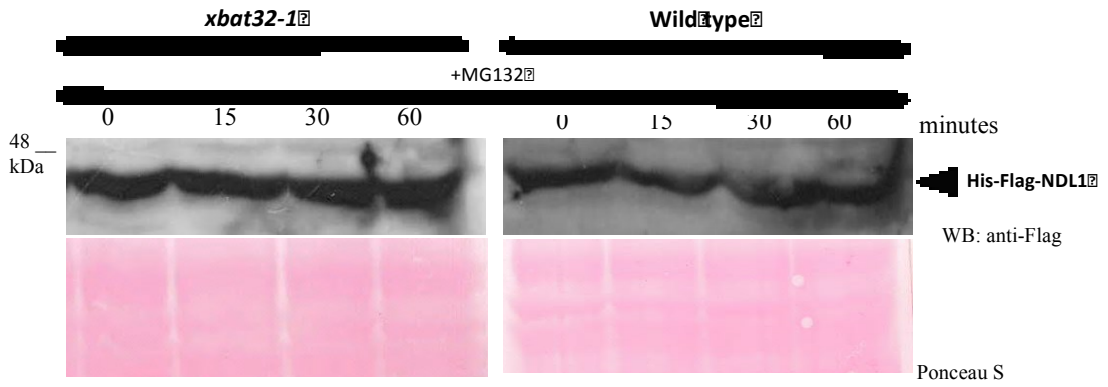 xbat32-1 Wild type
+MG132
0 15 30 60 0 15 30 60 minutes
48
kDa
His-Flag-NDL1
WB: anti-Flag
Ponceau S